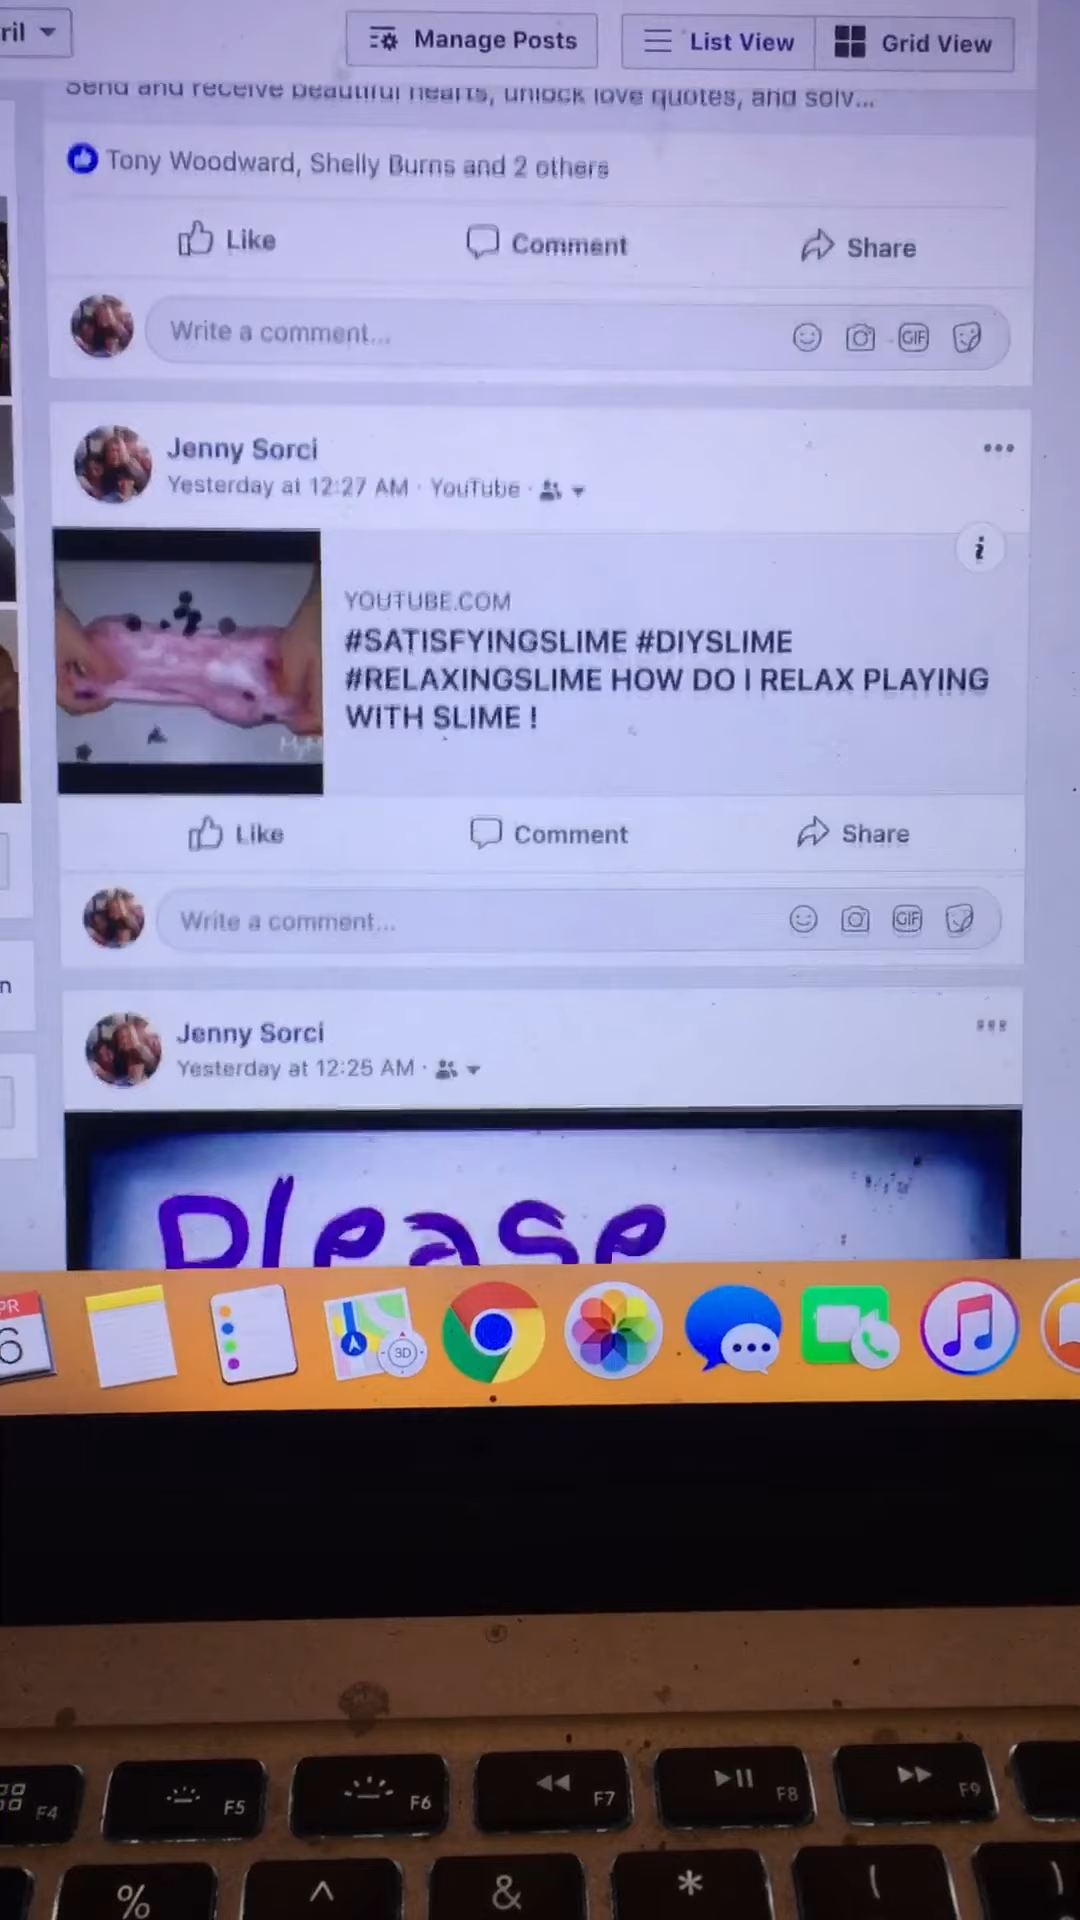 ril
Manage Posts
List View
Grid View
Send and receive beautiful hearts, unlock love quotes, and solv...
Tony Woodward, Shelly Burns and 2 others
Like
Comment
Share
Write a comment...
GIF
Jenny Sorci
Yesterday at 12:27 AM · YouTube ·
i
YOUTUBE.COM
#SATISFYINGSLIME #DIYSLIME
#RELAXINGSLIME HOW DO I RELAX PLAYING
WITH SLIME !
Like
Comment
Share
Write a comment...
GIF
n
Jenny Sorci
Yesterday at 12:25 AM ·
Please
PR
6
3D
F4
F5
F6
F7
F8
F9
%
^
&
*
(
)